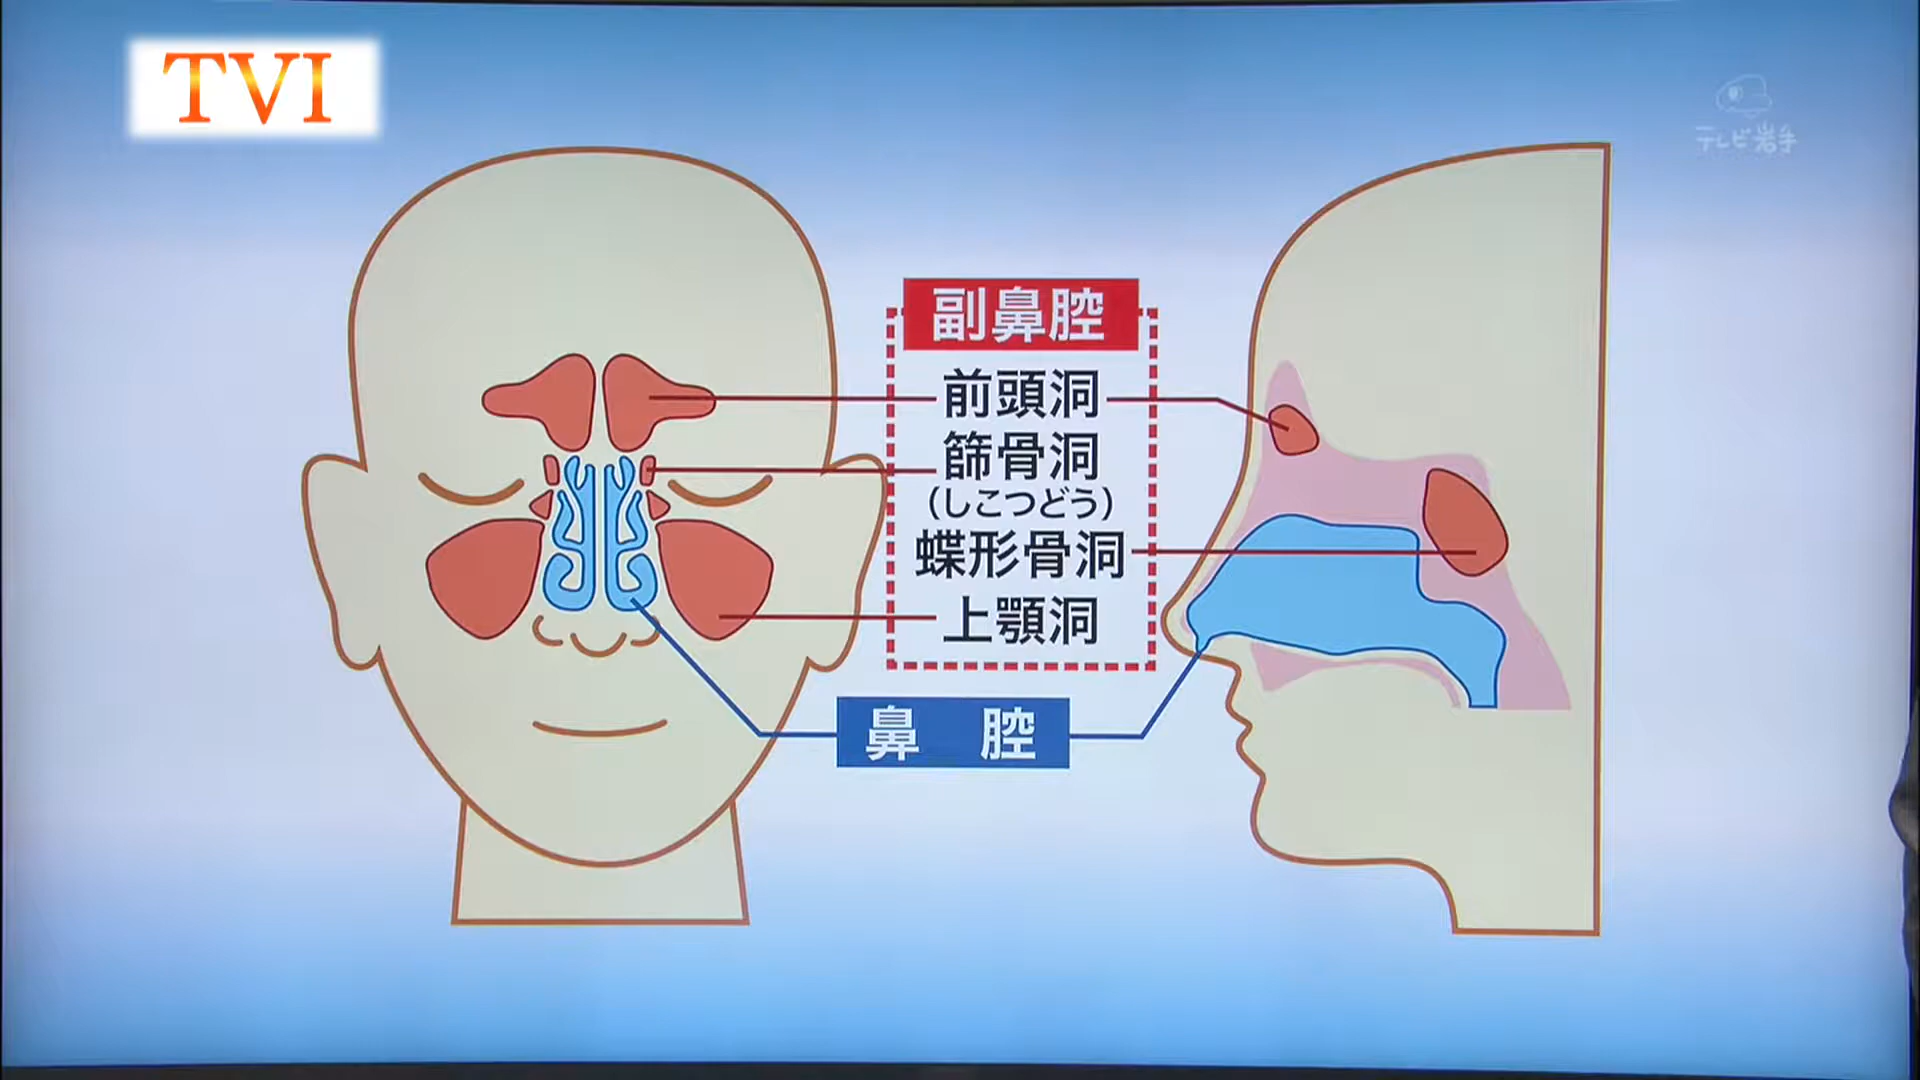 TVI
テレビ岩手
副鼻腔
前頭洞
篩骨洞
(しこつどう)
蝶形骨洞
上顎洞
鼻 腔